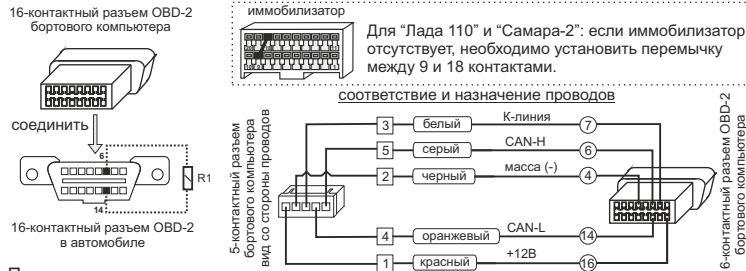 16-контактный разъем OBD-2
бортового компьютера
соединить
6
R1
14
16-контактный разъем OBD-2
в автомобиле
иммобилизатор
Для “Лада 110” и “Самара-2”: если иммобилизатор
отсутствует, необходимо установить перемычку
между 9 и 18 контактами.
соответствие и назначение проводов
5-контактный разъем
бортового компьютера
вид со стороны проводов
3 белый К-линия 7
5 серый CAN-H 6
2 черный масса (-) 4
4 оранжевый CAN-L 14
1 красный +12В 16
6-контактный разъем OBD-2
бортового компьютера